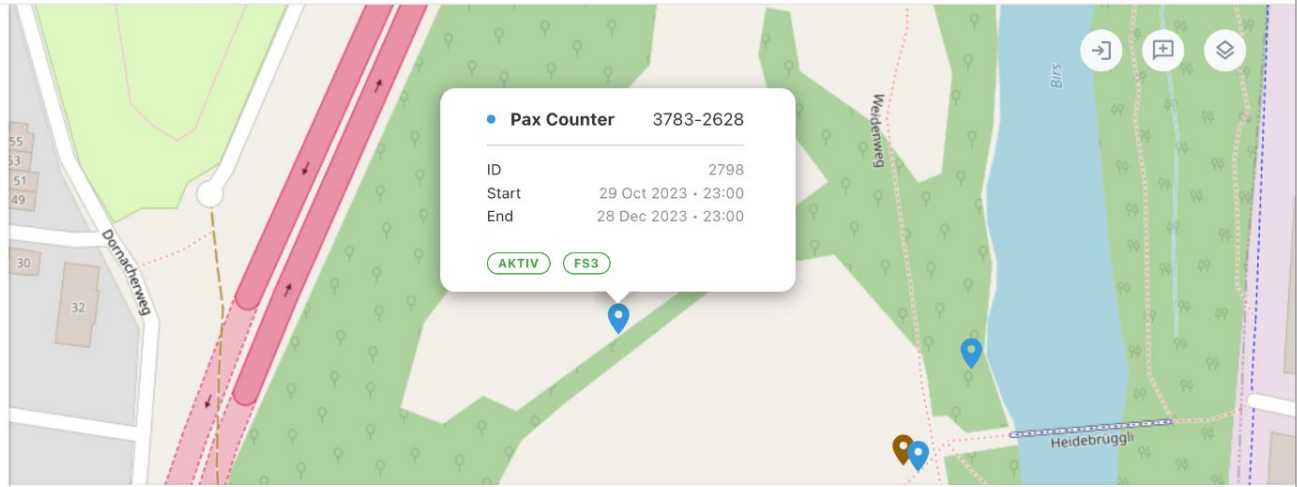 Pax Counter 3783-2628
ID 2798
Start 29 Oct 2023 • 23:00
End 28 Dec 2023 • 23:00
AKTIV FS3
Birs
Weidenweg
Dornacherweg
Heidebrüggli
55
53
51
49
30
32